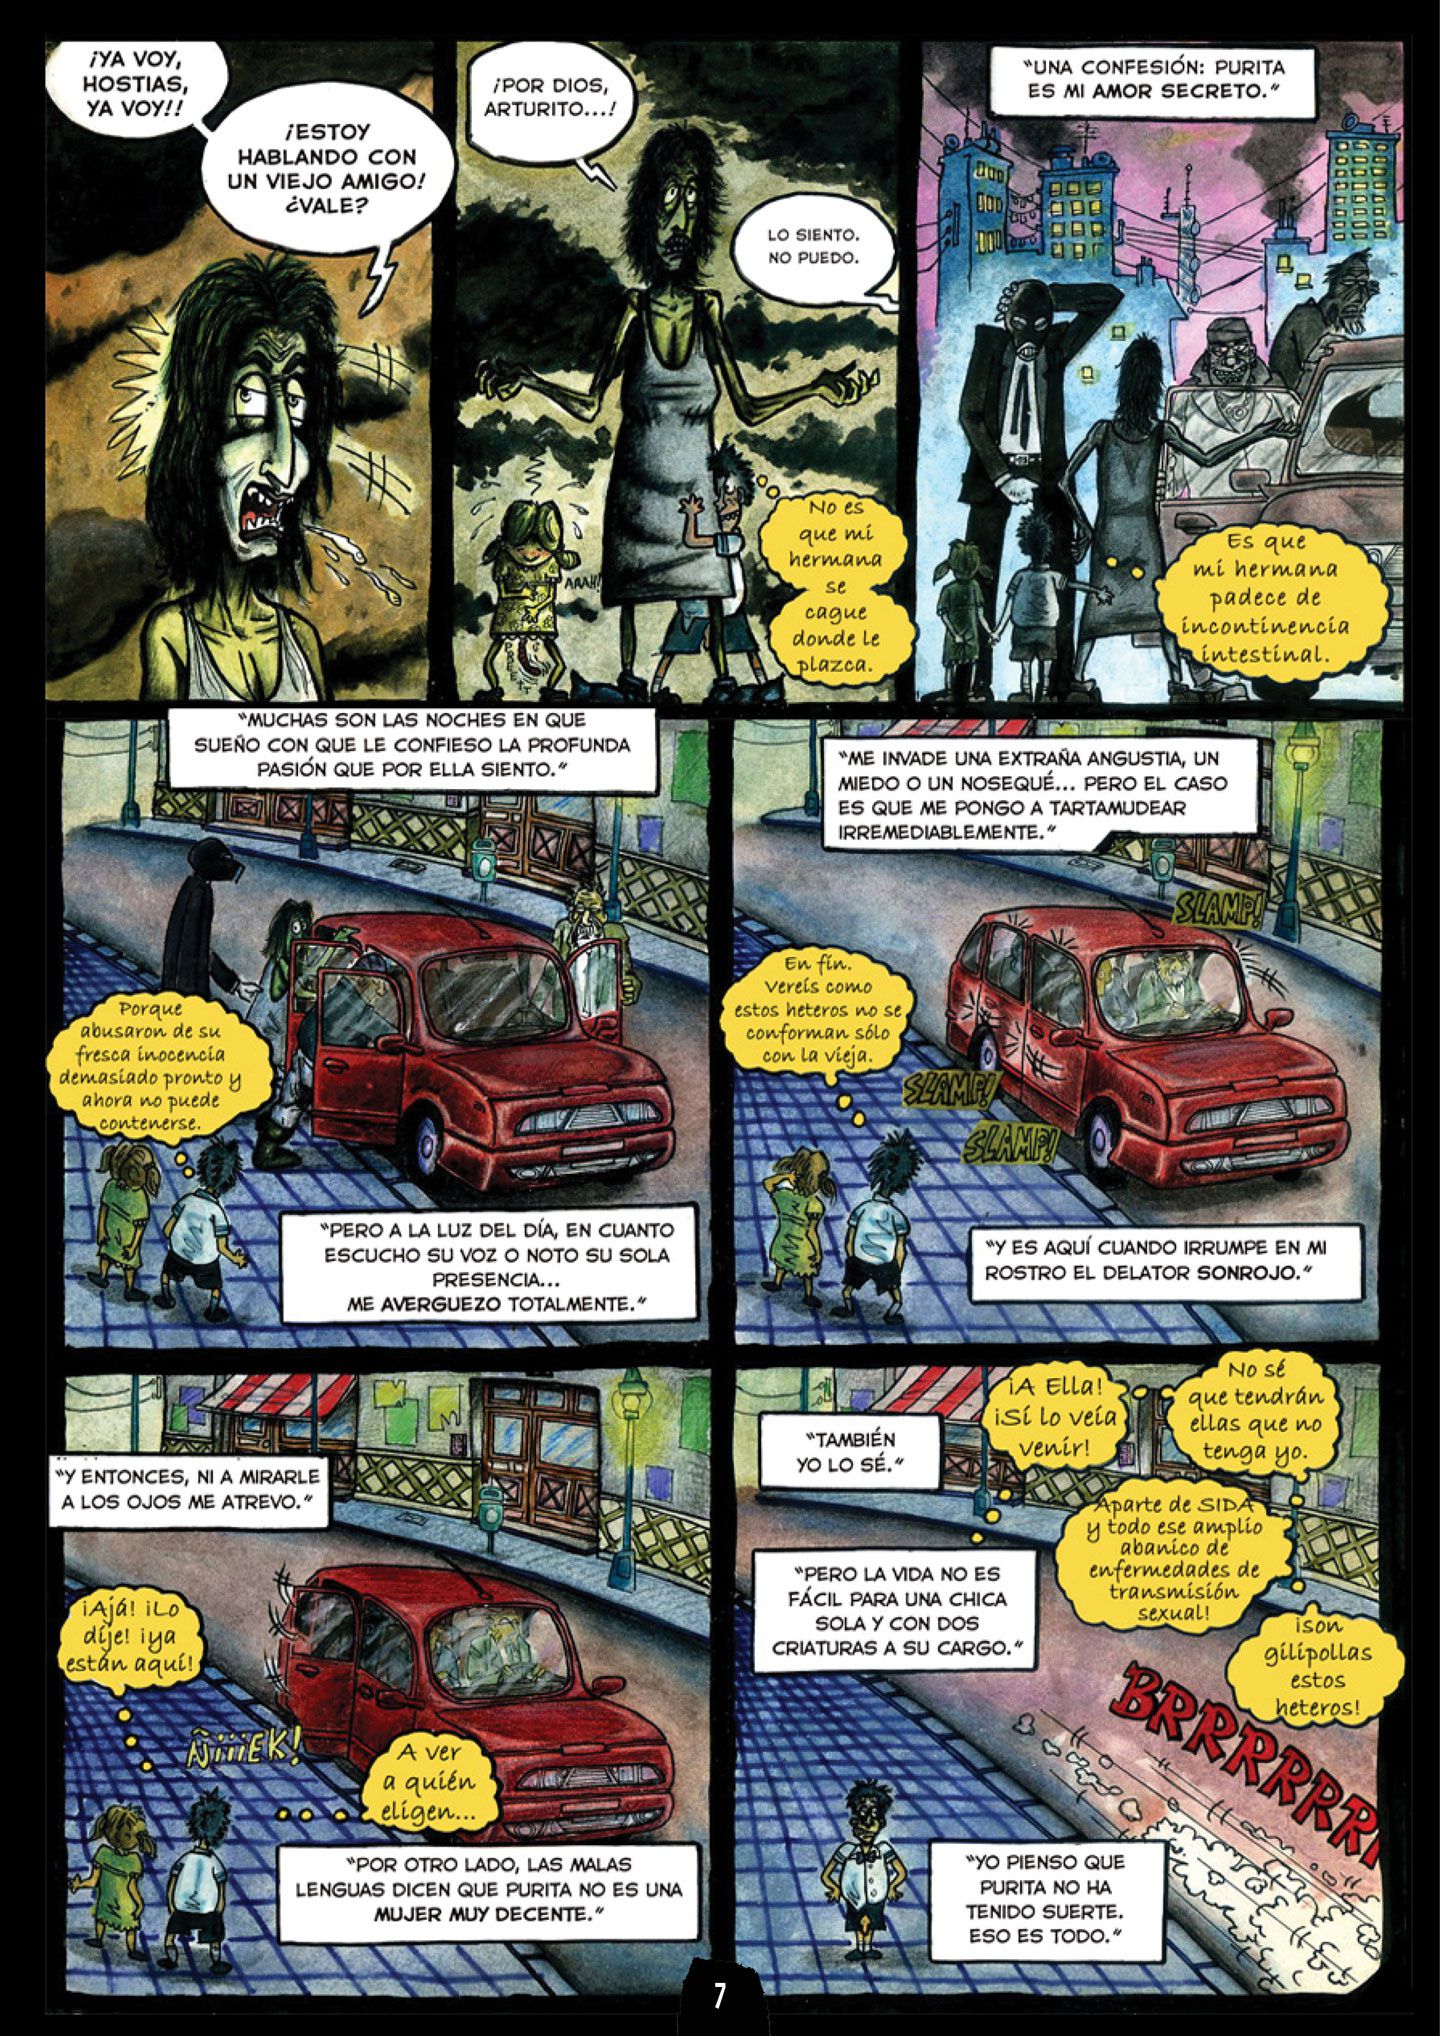 ¡YA VOY,
HOSTIAS,
YA VOY!!
¡ESTOY
HABLANDO CON
UN VIEJO AMIGO!
¿VALE?
¡POR DIOS,
ARTURITO...!
LO SIENTO.
NO PUEDO.
AAAH!
PRREEIT
No es
que mi
hermana
se
cague
donde le
plazca.
"UNA CONFESIÓN: PURITA
ES MI AMOR SECRETO."
Es que
mi hermana
padece de
incontinencia
intestinal.
"MUCHAS SON LAS NOCHES EN QUE
SUEÑO CON QUE LE CONFIESO LA PROFUNDA
PASIÓN QUE POR ELLA SIENTO."
Porque
abusaron de su
fresca inocencia
demasiado pronto y
ahora no puede
contenerse.
"PERO A LA LUZ DEL DÍA, EN CUANTO
ESCUCHO SU VOZ O NOTO SU SOLA
PRESENCIA...
ME AVERGUEZO TOTALMENTE."
"ME INVADE UNA EXTRAÑA ANGUSTIA, UN
MIEDO O UN NOSEQUÉ... PERO EL CASO
ES QUE ME PONGO A TARTAMUDEAR
IRREMEDIABLEMENTE."
SLAMP!
En fin.
Vereís como
estos heteros no se
conforman sólo
con la vieja.
SLAMP!
SLAMP!
"Y ES AQUÍ CUANDO IRRUMPE EN MI
ROSTRO EL DELATOR SONROJO."
"Y ENTONCES, NI A MIRARLE
A LOS OJOS ME ATREVO."
¡Ajá! ¡Lo
dije! ¡ya
están aquí!
ÑiiiEK!
A ver
a quién
eligen...
"POR OTRO LADO, LAS MALAS
LENGUAS DICEN QUE PURITA NO ES UNA
MUJER MUY DECENTE."
"TAMBIÉN
YO LO SÉ."
¡A Ella!
¡Sí lo veía
venir!
No sé
que tendrán
ellas que no
tenga yo.
Aparte de SIDA
y todo ese amplio
abanico de
enfermedades de
transmisión
sexual!
"PERO LA VIDA NO ES
FÁCIL PARA UNA CHICA
SOLA Y CON DOS
CRIATURAS A SU CARGO."
¡son
gilipollas
estos
heteros!
BRRRRRRI
"YO PIENSO QUE
PURITA NO HA
TENIDO SUERTE.
ESO ES TODO."
7